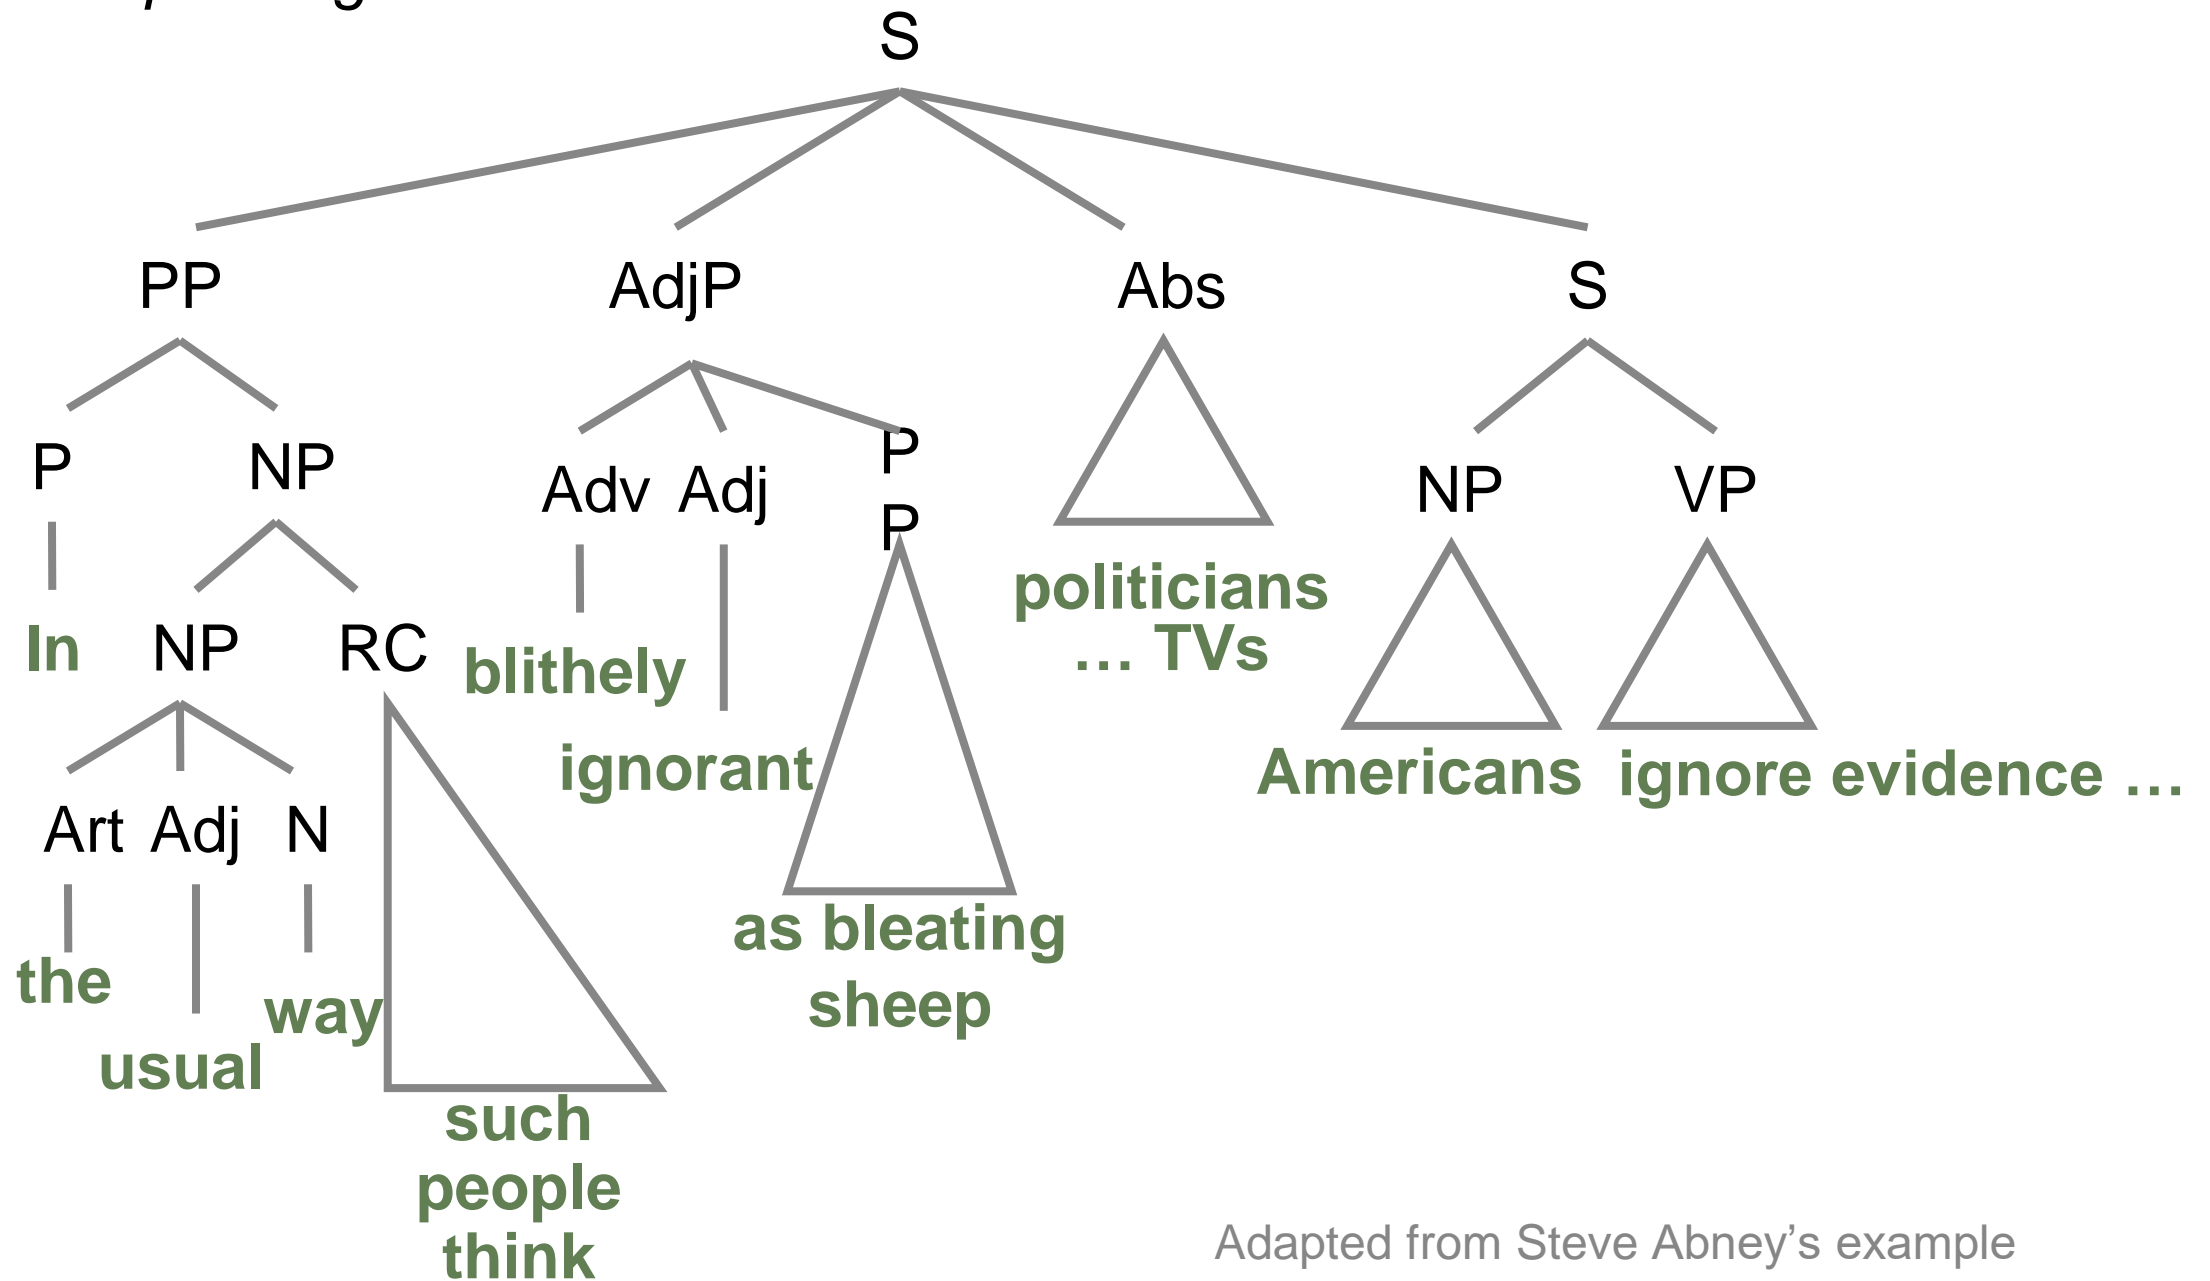 S
PP AdjP Abs S
P NP Adv Adj P NP VP
P
In NP RC blithely politicians
… TVs
ignorant Americans ignore evidence …
Art Adj N as bleating
sheep
the usual way such
people
think
Adapted from Steve Abney’s example